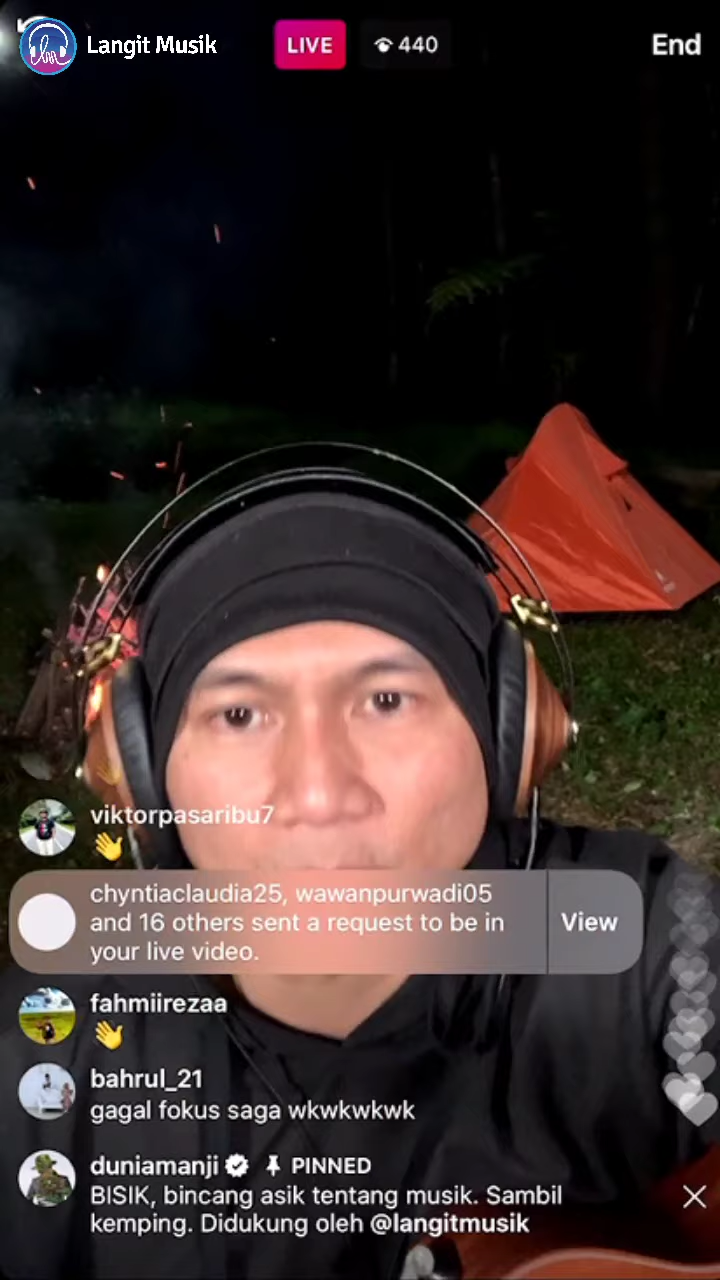 Langit Musik
LIVE
440
End
viktorpasaribu7
👋
chyntiaclaudia25, wawanpurwadi05
and 16 others sent a request to be in
your live video.
View
fahmiirezaa
👋
bahrul_21
gagal fokus saga wkwkwkwk
duniamanji PINNED
BISIK, bincang asik tentang musik. Sambil
kemping. Didukung oleh @langitmusik